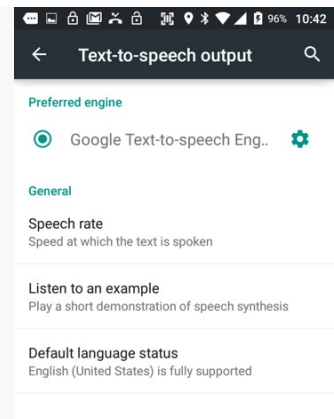 96% 10:42
Text-to-speech output
Preferred engine
Google Text-to-speech Eng..
General
Speech rate
Speed at which the text is spoken
Listen to an example
Play a short demonstration of speech synthesis
Default language status
English (United States) is fully supported